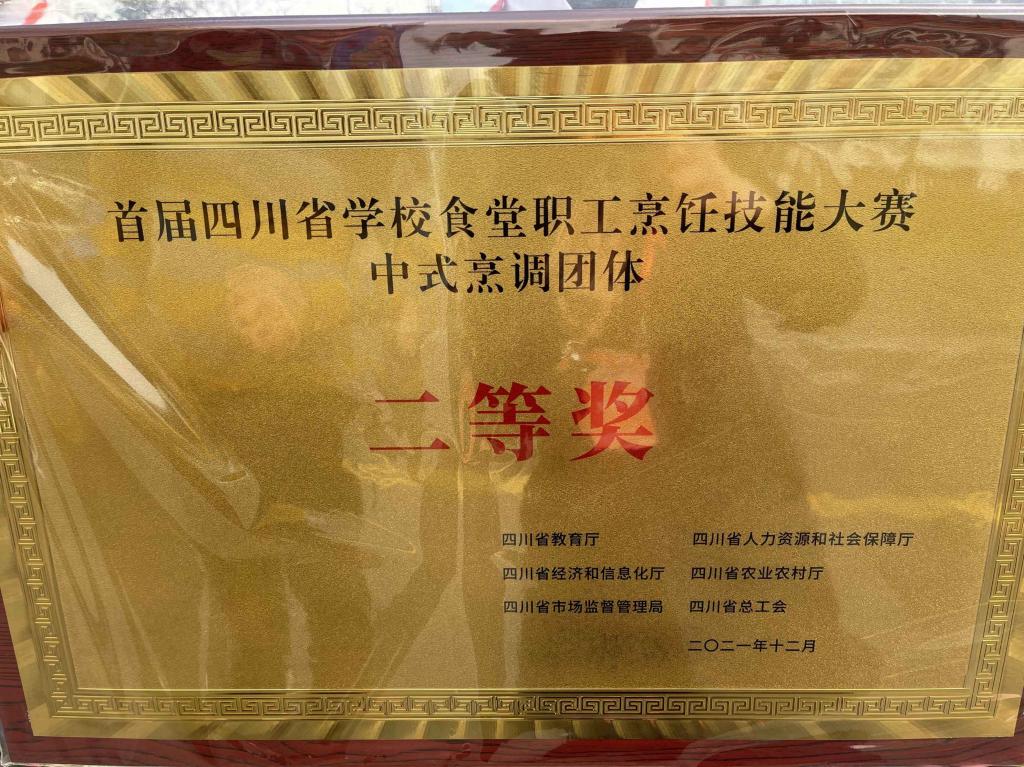 首届四川省学校食堂职工烹饪技能大赛
中式烹调团体
二等奖
四川省教育厅 四川省人力资源和社会保障厅
四川省经济和信息化厅 四川省农业农村厅
四川省市场监督管理局 四川省总工会
二〇二一年十二月